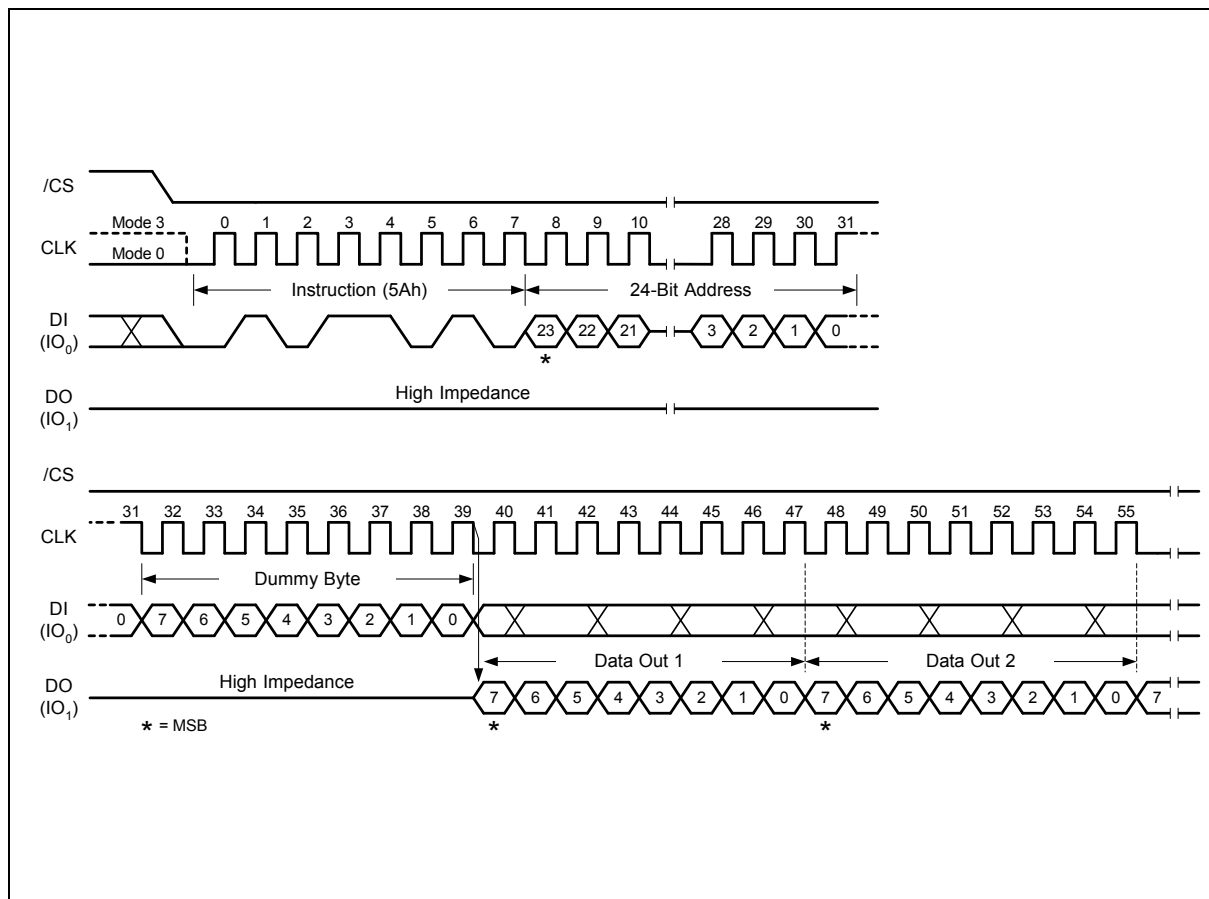 /CS
Mode 3 0 1 2 3 4 5 6 7 8 9 10 28 29 30 31
CLK
Mode 0
Instruction (5Ah) 24-Bit Address
DI
(IO0) 23 22 21 3 2 1 0
*
DO High Impedance
(IO1)
/CS
31 32 33 34 35 36 37 38 39 40 41 42 43 44 45 46 47 48 49 50 51 52 53 54 55
CLK
Dummy Byte
DI
(IO0) 0 7 6 5 4 3 2 1 0
Data Out 1 Data Out 2
DO High Impedance
(IO1) 7 6 5 4 3 2 1 0 7 6 5 4 3 2 1 0 7
* = MSB * *